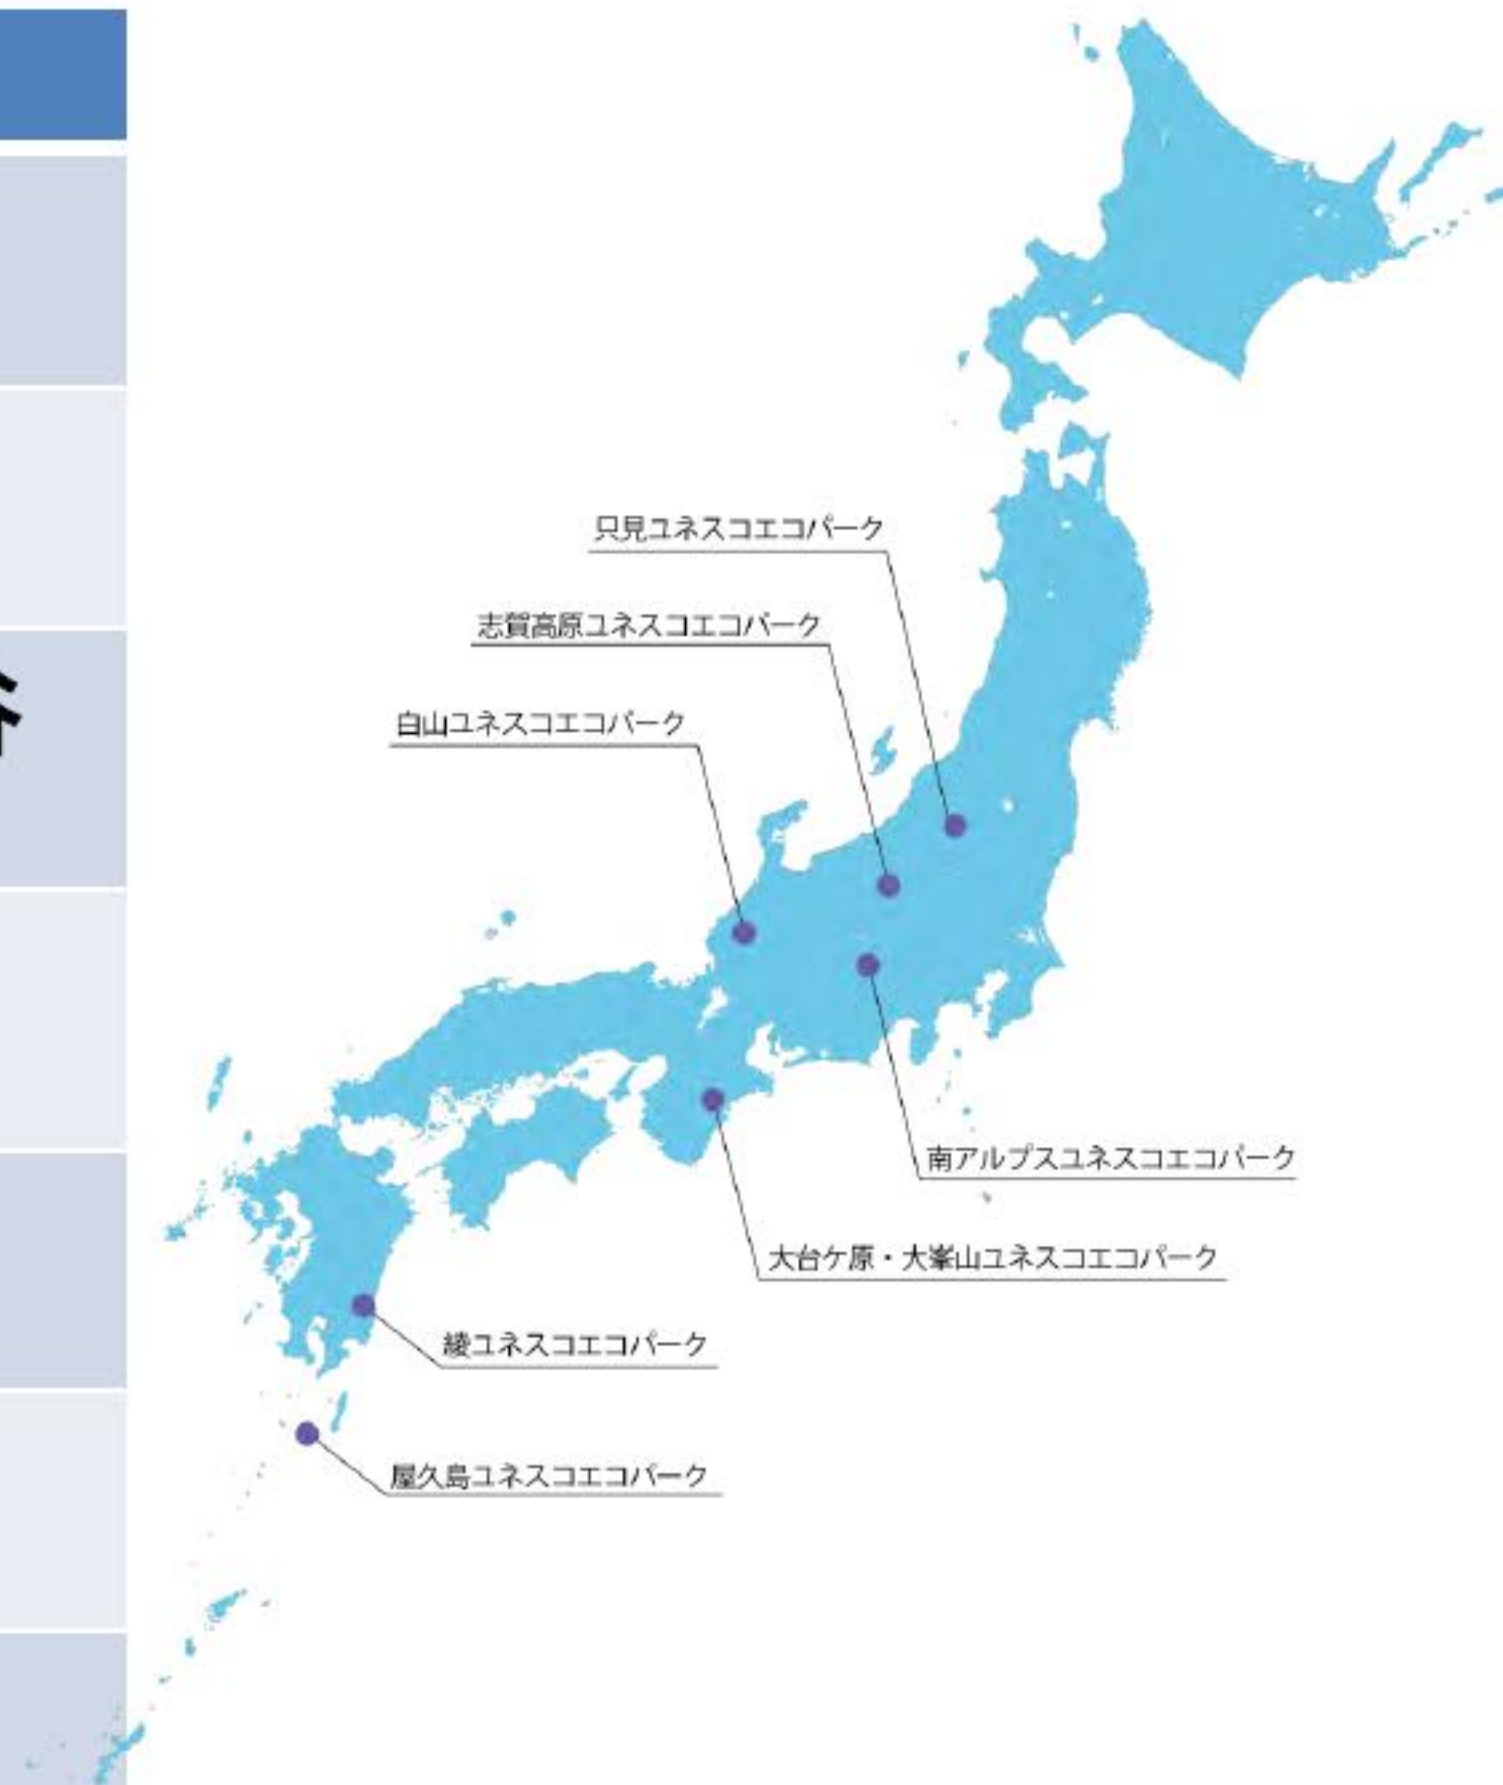 只見ユネスコエコパーク
志賀高原ユネスコエコパーク
白山ユネスコエコパーク
南アルプスユネスコエコパーク
大台ケ原・大峯山ユネスコエコパーク
綾ユネスコエコパーク
屋久島ユネスコエコパーク